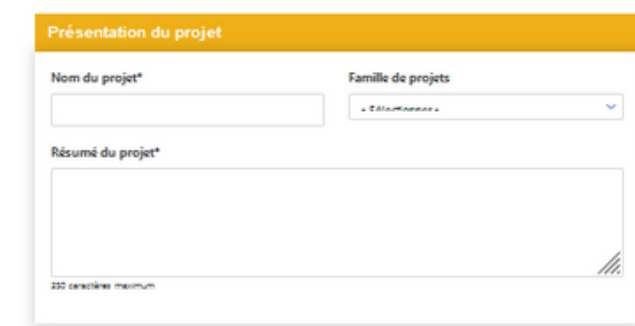 Présentation du projet
Nom du projet*
Famille de projets
Résumé du projet*
caractères maximum